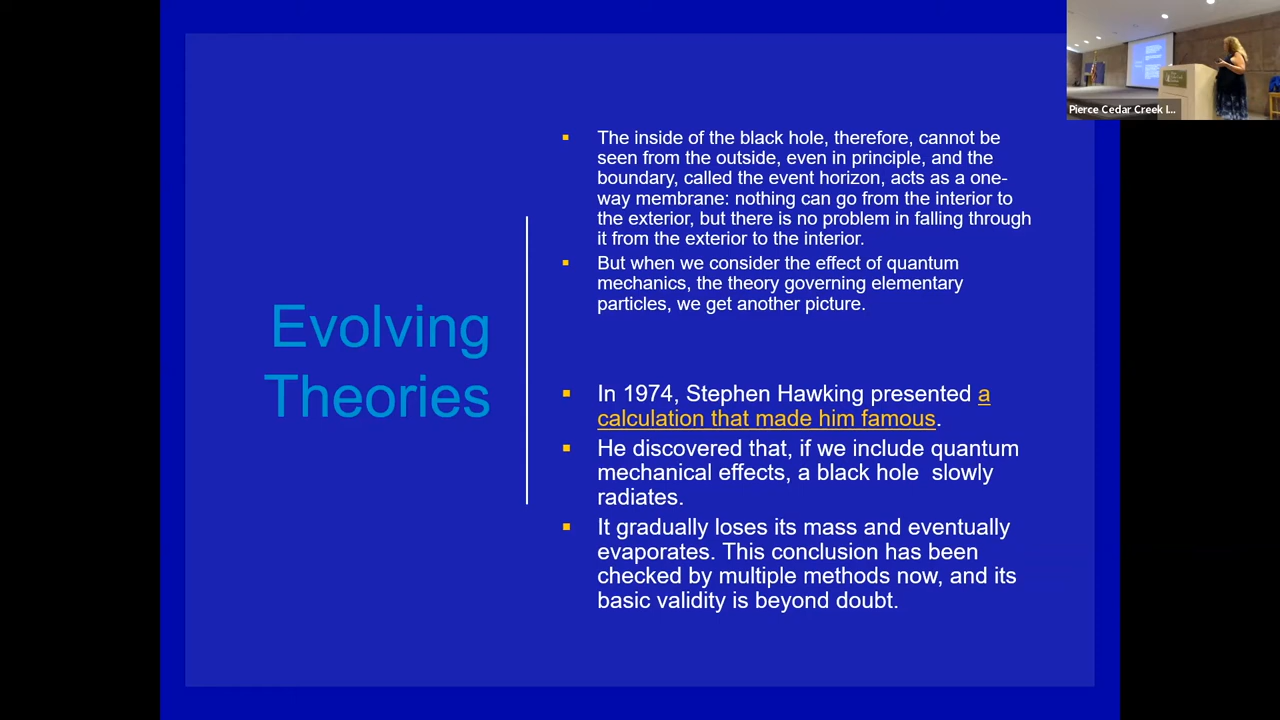 Evolving
Theories
▪ The inside of the black hole, therefore, cannot be
seen from the outside, even in principle, and the
boundary, called the event horizon, acts as a one-
way membrane: nothing can go from the interior to
the exterior, but there is no problem in falling through
it from the exterior to the interior.
▪ But when we consider the effect of quantum
mechanics, the theory governing elementary
particles, we get another picture.
▪ In 1974, Stephen Hawking presented a
calculation that made him famous.
▪ He discovered that, if we include quantum
mechanical effects, a black hole  slowly
radiates.
▪ It gradually loses its mass and eventually
evaporates. This conclusion has been
checked by multiple methods now, and its
basic validity is beyond doubt.
Pierce Cedar Creek I...